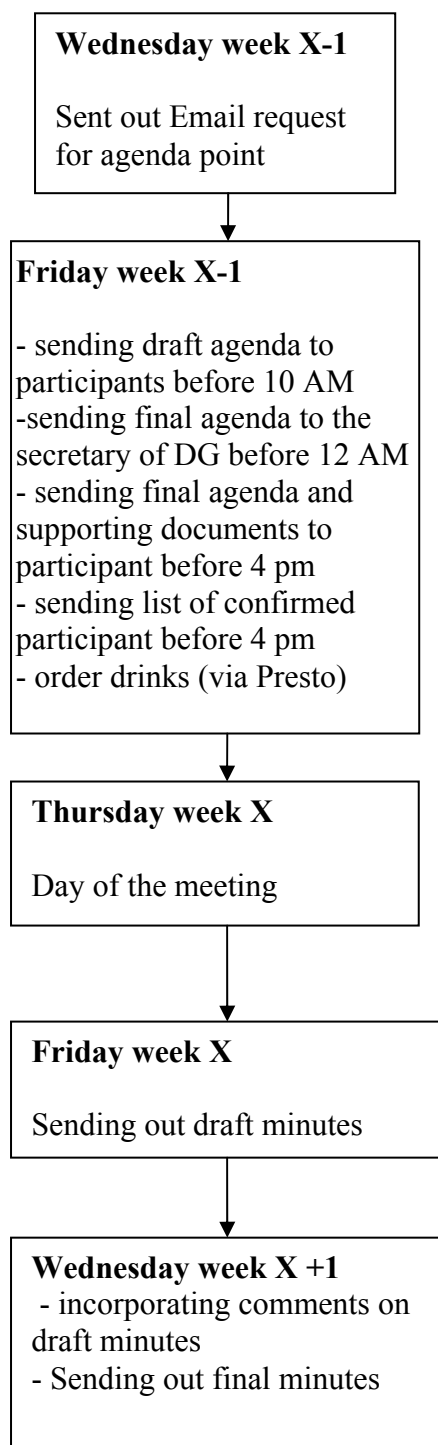 Wednesday week X-1
Sent out Email request
for agenda point
Friday week X-1
- sending draft agenda to
participants before 10 AM
-sending final agenda to the
secretary of DG before 12 AM
- sending final agenda and
supporting documents to
participant before 4 pm
- sending list of confirmed
participant before 4 pm
- order drinks (via Presto)
Thursday week X
Day of the meeting
Friday week X
Sending out draft minutes
Wednesday week X +1
- incorporating comments on
draft minutes
- Sending out final minutes